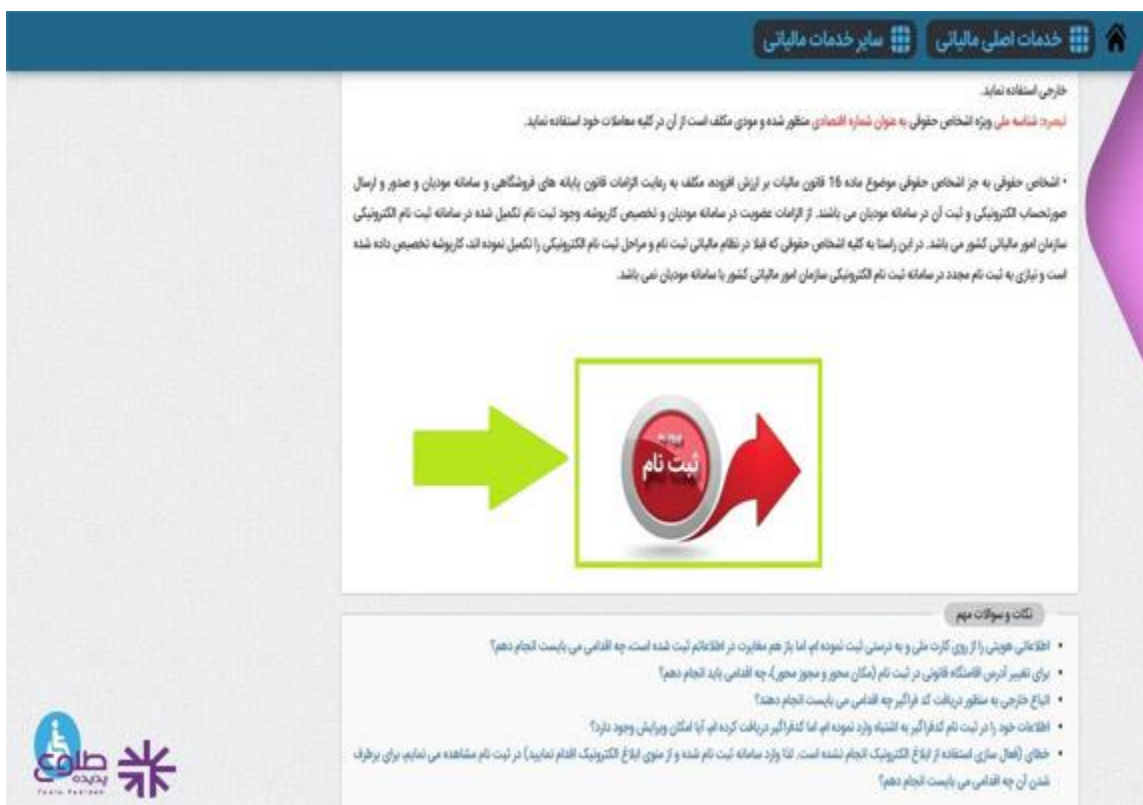 خدمات اصلی مالیاتی
سایر خدمات مالیاتی
خارجی استفاده نماید.
تبصره: شناسه ملی ویژه اشخاص حقوقی به عنوان شماره اقتصادی منظور شده و مودی مکلف است از آن در کلیه معاملات خود استفاده نماید.
• اشخاص حقوقی به جز اشخاص حقوقی موضوع ماده 16 قانون مالیات بر ارزش افزوده، مکلف به رعایت الزامات قانون پایانه های فروشگاهی و سامانه مودیان و صدور و ارسال
صورتحساب الکترونیکی و ثبت آن در سامانه مودیان می باشند. از الزامات عضویت در سامانه مودیان و تخصیص کارپوشه، وجود ثبت نام تکمیل شده در سامانه ثبت نام الکترونیکی
سازمان امور مالیاتی کشور می باشد. در این راستا به کلیه اشخاص حقوقی که قبلا در نظام مالیاتی ثبت نام و مراحل ثبت نام الکترونیکی را تکمیل نموده اند، کارپوشه تخصیص داده شده
است و نیازی به ثبت نام مجدد در سامانه ثبت نام الکترونیکی سازمان امور مالیاتی کشور یا سامانه مودیان نمی باشد.
ثبت نام
نکات و سوالات مهم
• اطلاعاتی هویتی را از روی کارت ملی و به درستی ثبت نموده ام، اما باز هم مغایرت در اطلاعاتم ثبت شده است، چه اقدامی می بایست انجام دهم؟
• برای تغییر آدرس اقامتگاه قانونی در ثبت نام (مکان محور و مجوز محور)، چه اقدامی باید انجام دهم؟
• اتباع خارجی به منظور دریافت کد فراگیر چه اقدامی می بایست انجام دهند؟
• اطلاعات خود را در ثبت نام کدفراگیر به اشتباه وارد نموده ام، اما کدفراگیر دریافت کرده ام، آیا امکان ویرایش وجود دارد؟
• خطای (فعال سازی استفاده از ابلاغ الکترونیک انجام نشده است. لذا وارد سامانه ثبت نام شده و از منوی ابلاغ الکترونیک اقدام نمایید) در ثبت نام مشاهده می نمایم، برای برطرف
شدن آن چه اقدامی می بایست انجام دهم؟
طلوع
پدیده